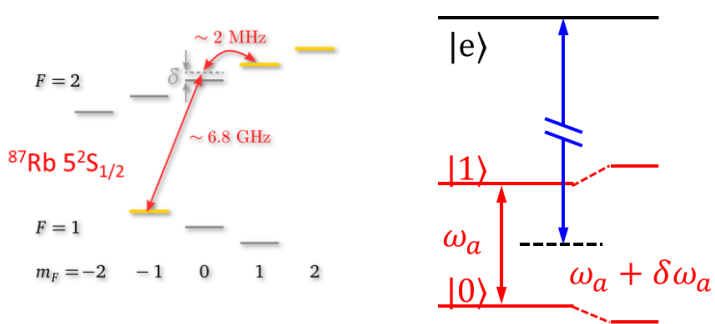 ~ 2 MHz
F = 2
δ
~ 6.8 GHz
⁸⁷Rb 5²S₁/₂
F = 1
m_F = −2 −1 0 1 2
|e⟩
|1⟩
ω_a
ω_a + δω_a
|0⟩